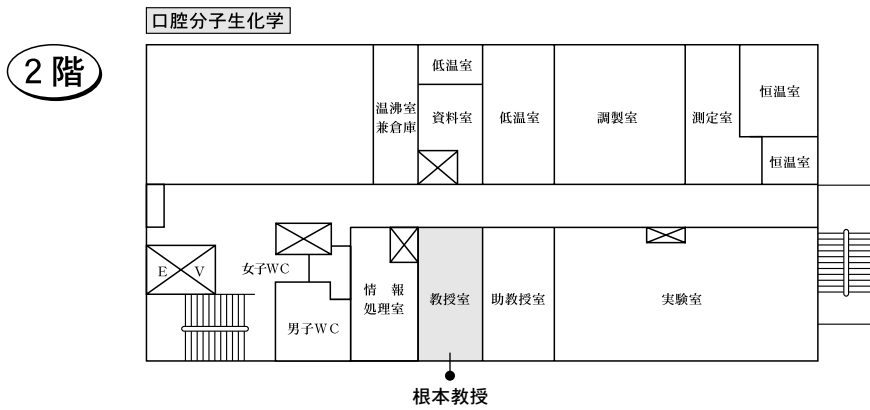 口腔分子生化学
2階
低温室
温沸室
兼倉庫
資料室
低温室
調製室
測定室
恒温室
恒温室
EV
女子WC
男子WC
情報
処理室
教授室
助教授室
実験室
根本教授